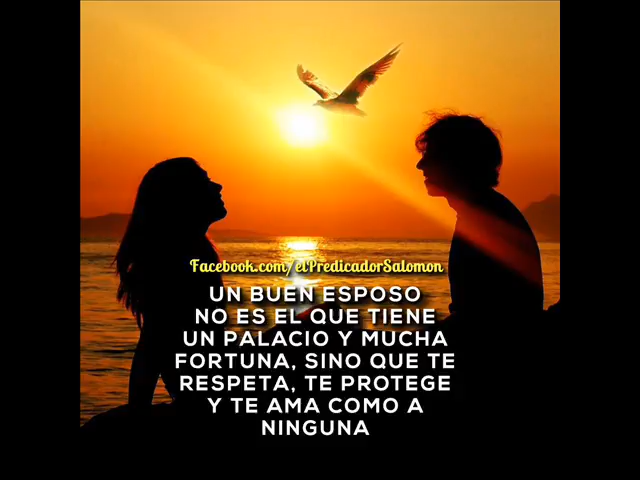 Facebook.com/elPredicadorSalomon
UN BUEN ESPOSO
NO ES EL QUE TIENE
UN PALACIO Y MUCHA
FORTUNA, SINO QUE TE
RESPETA, TE PROTEGE
Y TE AMA COMO A
NINGUNA